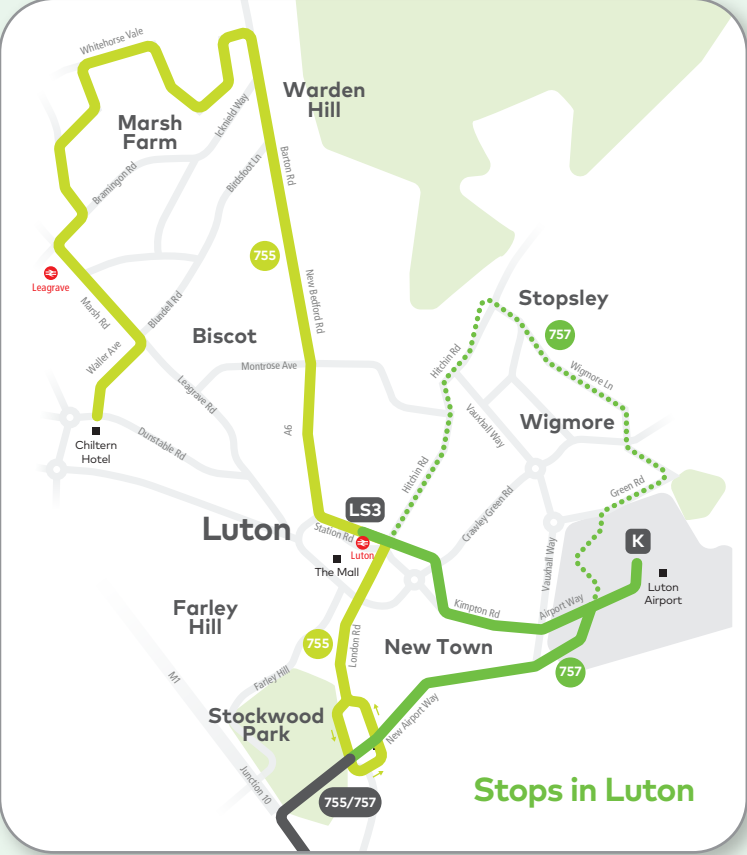 Whitehorse Vale
Warden
Hill
Marsh
Farm
Icknield Way
Bramingon Rd
Birdsfoot Ln
Barton Rd
755
Leagrave
Marsh Rd
Blundell Rd
New Bedford Rd
Stopsley
757
Biscot
Waller Ave
Montrose Ave
Hitchin Rd
Wigmore Ln
Leagrave Rd
Vauxhall Way
Wigmore
A6
Chiltern
Hotel
Dunstable Rd
Hitchin Rd
Green Rd
Crawley Green Rd
LS3
Luton
Station Rd
Luton
The Mall
Vauxhall Way
K
Luton
Airport
Kimpton Rd
Airport Way
Farley
Hill
755
London Rd
New Town
757
M1
Farley Hill
Stockwood
Park
New Airport Way
Junction 10
755/757
Stops in Luton